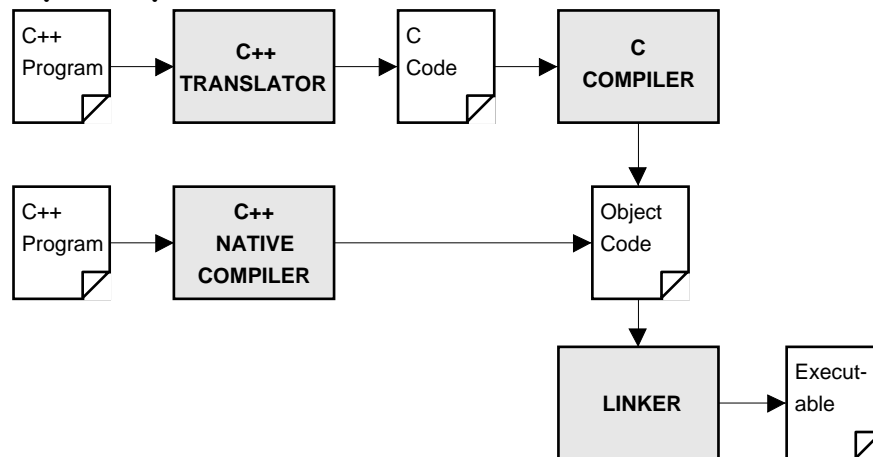 C++
Program
C++
TRANSLATOR
C
Code
C
COMPILER
C++
Program
C++
NATIVE
COMPILER
Object
Code
LINKER
Execut-
able